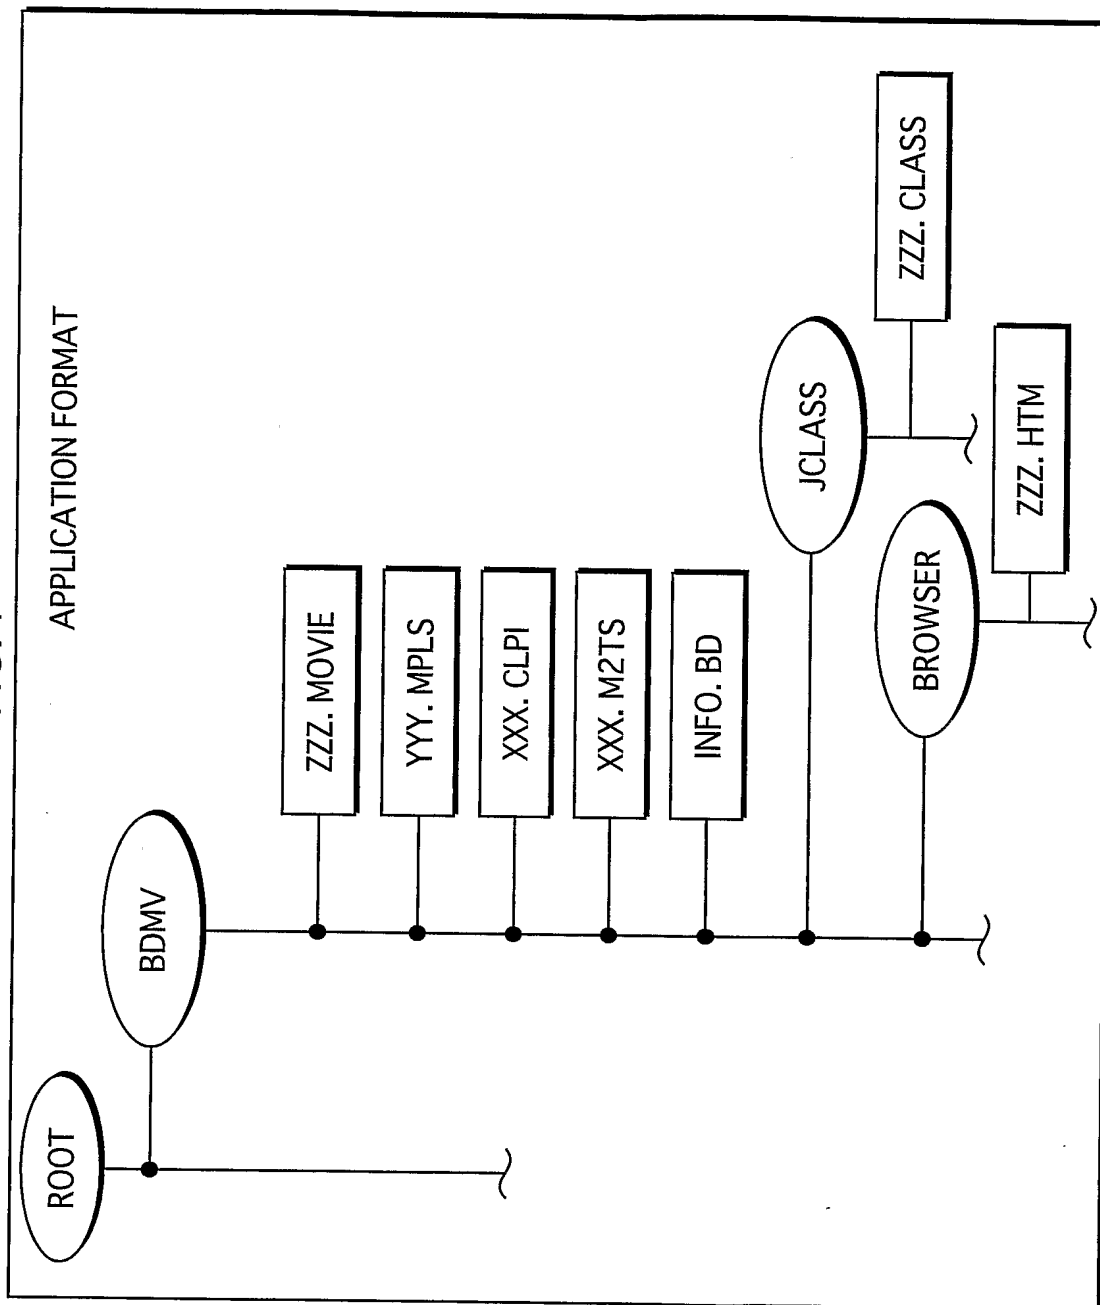 APPLICATION FORMAT
ROOT
BDMV
ZZZ. MOVIE
YYY. MPLS
XXX. CLPI
XXX. M2TS
INFO. BD
JCLASS
ZZZ. CLASS
BROWSER
ZZZ. HTM